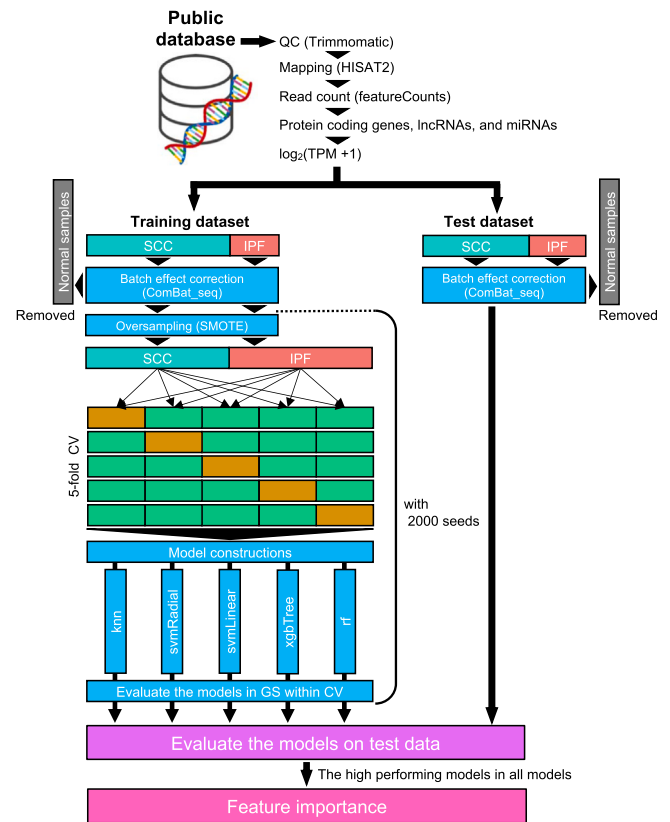 Public
database
QC (Trimmomatic)
Mapping (HISAT2)
Read count (featureCounts)
Protein coding genes, lncRNAs, and miRNAs
log₂(TPM +1)
Normal samples
Removed
Training dataset
SCC
IPF
Batch effect correction
(ComBat_seq)
Oversampling (SMOTE)
SCC
IPF
Test dataset
SCC
IPF
Batch effect correction
(ComBat_seq)
Normal samples
Removed
5-fold CV
with
2000 seeds
Model constructions
knn
svmRadial
svmLinear
xgbTree
rf
Evaluate the models in GS within CV
Evaluate the models on test data
The high performing models in all models
Feature importance